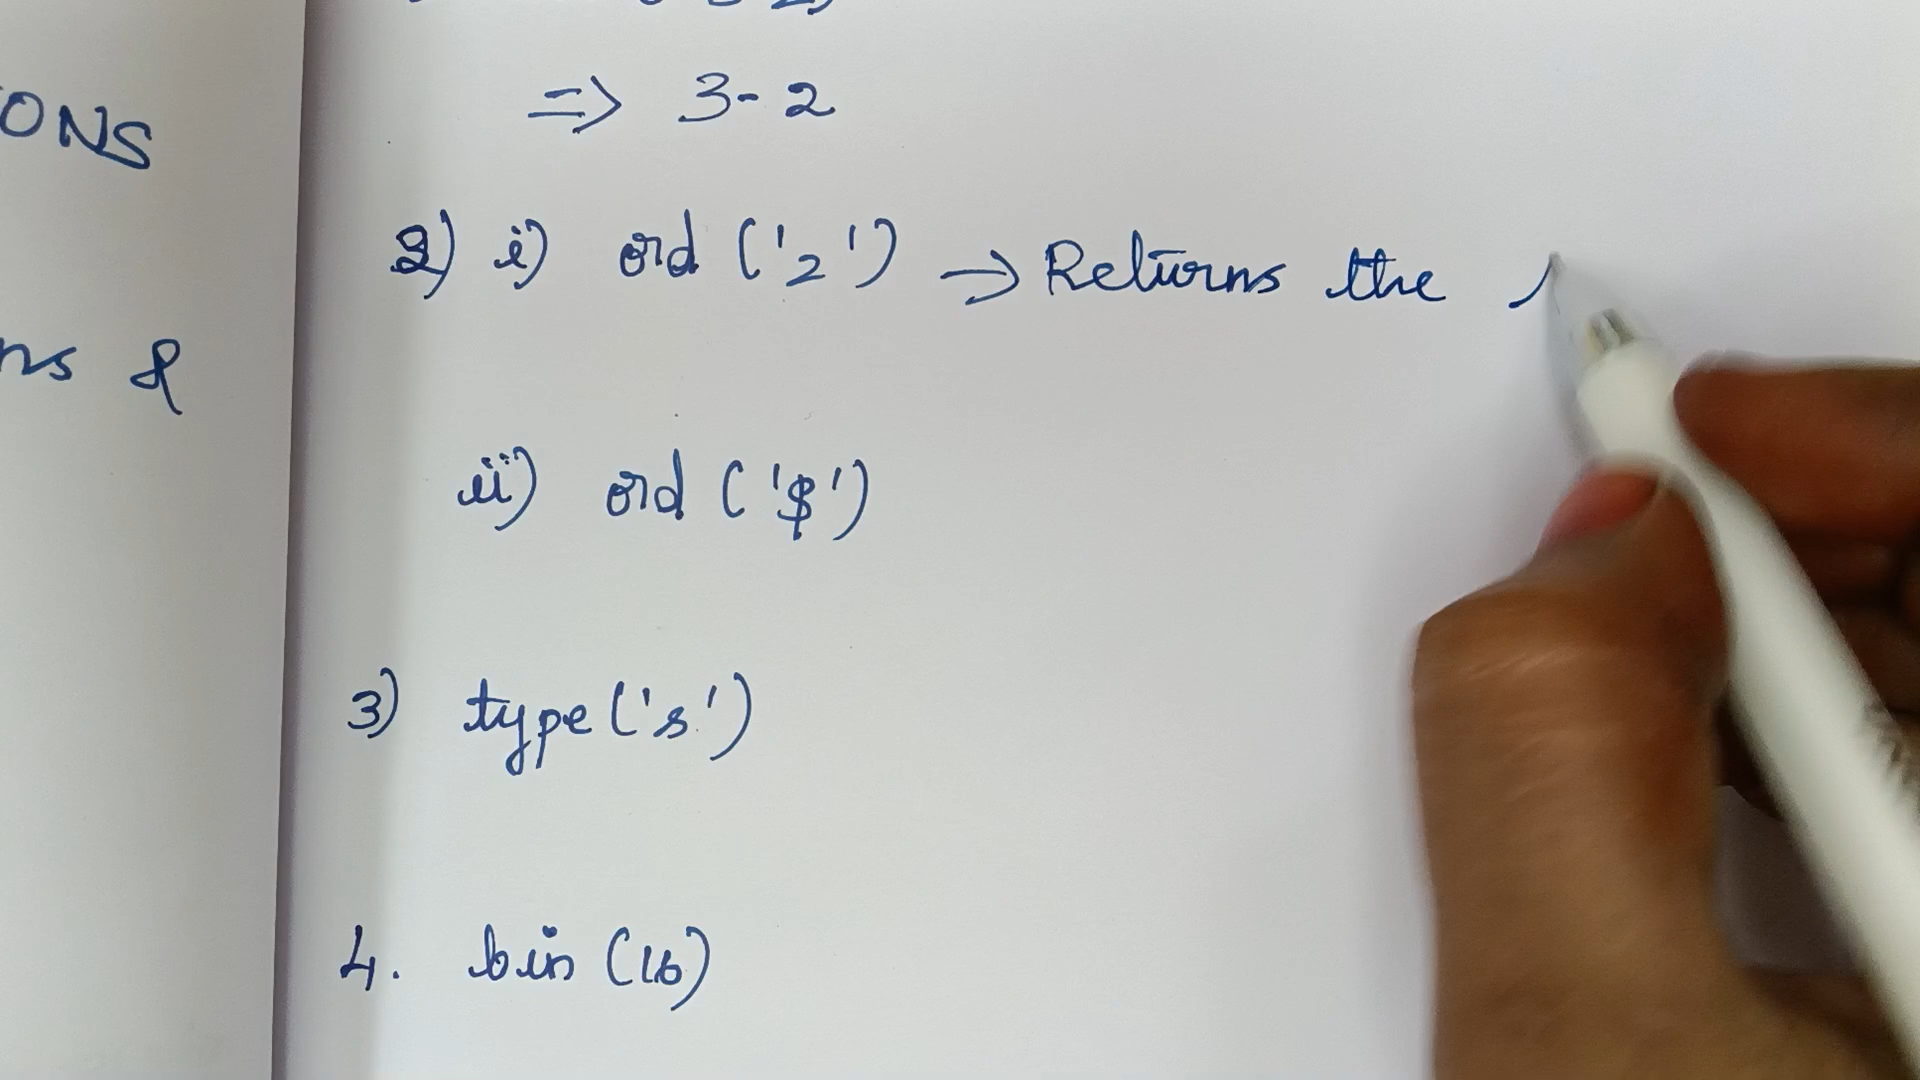 ONS
ns &
=> 3-2
2) i) ord ('2') → Returns the
ii) ord ('$')
3) type ('s')
4. bin (16)